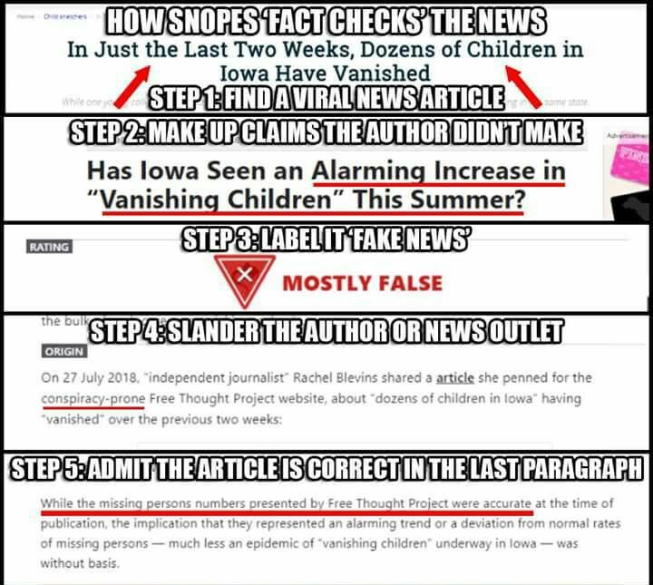 Home Child snatchers
HOW SNOPES 'FACT CHECKS' THE NEWS
In Just the Last Two Weeks, Dozens of Children in
Iowa Have Vanished
While one y
same state
STEP 1: FIND A VIRAL NEWS ARTICLE
STEP 2: MAKE UP CLAIMS THE AUTHOR DIDN'T MAKE
Has Iowa Seen an Alarming Increase in
"Vanishing Children" This Summer?
STEP 3: LABEL IT 'FAKE NEWS'
RATING
MOSTLY FALSE
the bulk
STEP 4: SLANDER THE AUTHOR OR NEWS OUTLET
ORIGIN
On 27 July 2018, "independent journalist" Rachel Blevins shared a article she penned for the
conspiracy-prone Free Thought Project website, about "dozens of children in Iowa" having
"vanished" over the previous two weeks:
STEP 5: ADMIT THE ARTICLE IS CORRECT IN THE LAST PARAGRAPH
While the missing persons numbers presented by Free Thought Project were accurate at the time of
publication, the implication that they represented an alarming trend or a deviation from normal rates
of missing persons — much less an epidemic of "vanishing children" underway in Iowa — was
without basis.